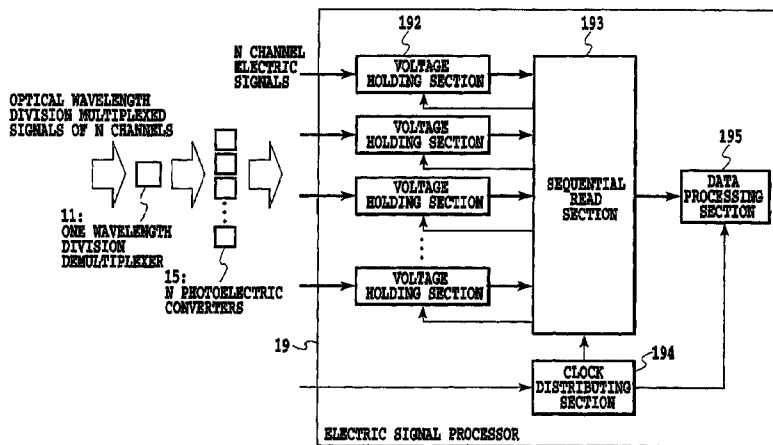 192
193
N CHANNEL
ELECTRIC
SIGNALS
VOLTAGE
HOLDING SECTION
OPTICAL WAVELENGTH
DIVISION MULTIPLEXED
SIGNALS OF N CHANNELS
VOLTAGE
HOLDING SECTION
195
VOLTAGE
HOLDING SECTION
SEQUENTIAL
READ
SECTION
DATA
PROCESSING
SECTION
11:
ONE WAVELENGTH
DIVISION
DEMULTIPLEXER
15:
N PHOTOELECTRIC
CONVERTERS
VOLTAGE
HOLDING SECTION
19
194
CLOCK
DISTRIBUTING
SECTION
ELECTRIC SIGNAL PROCESSOR